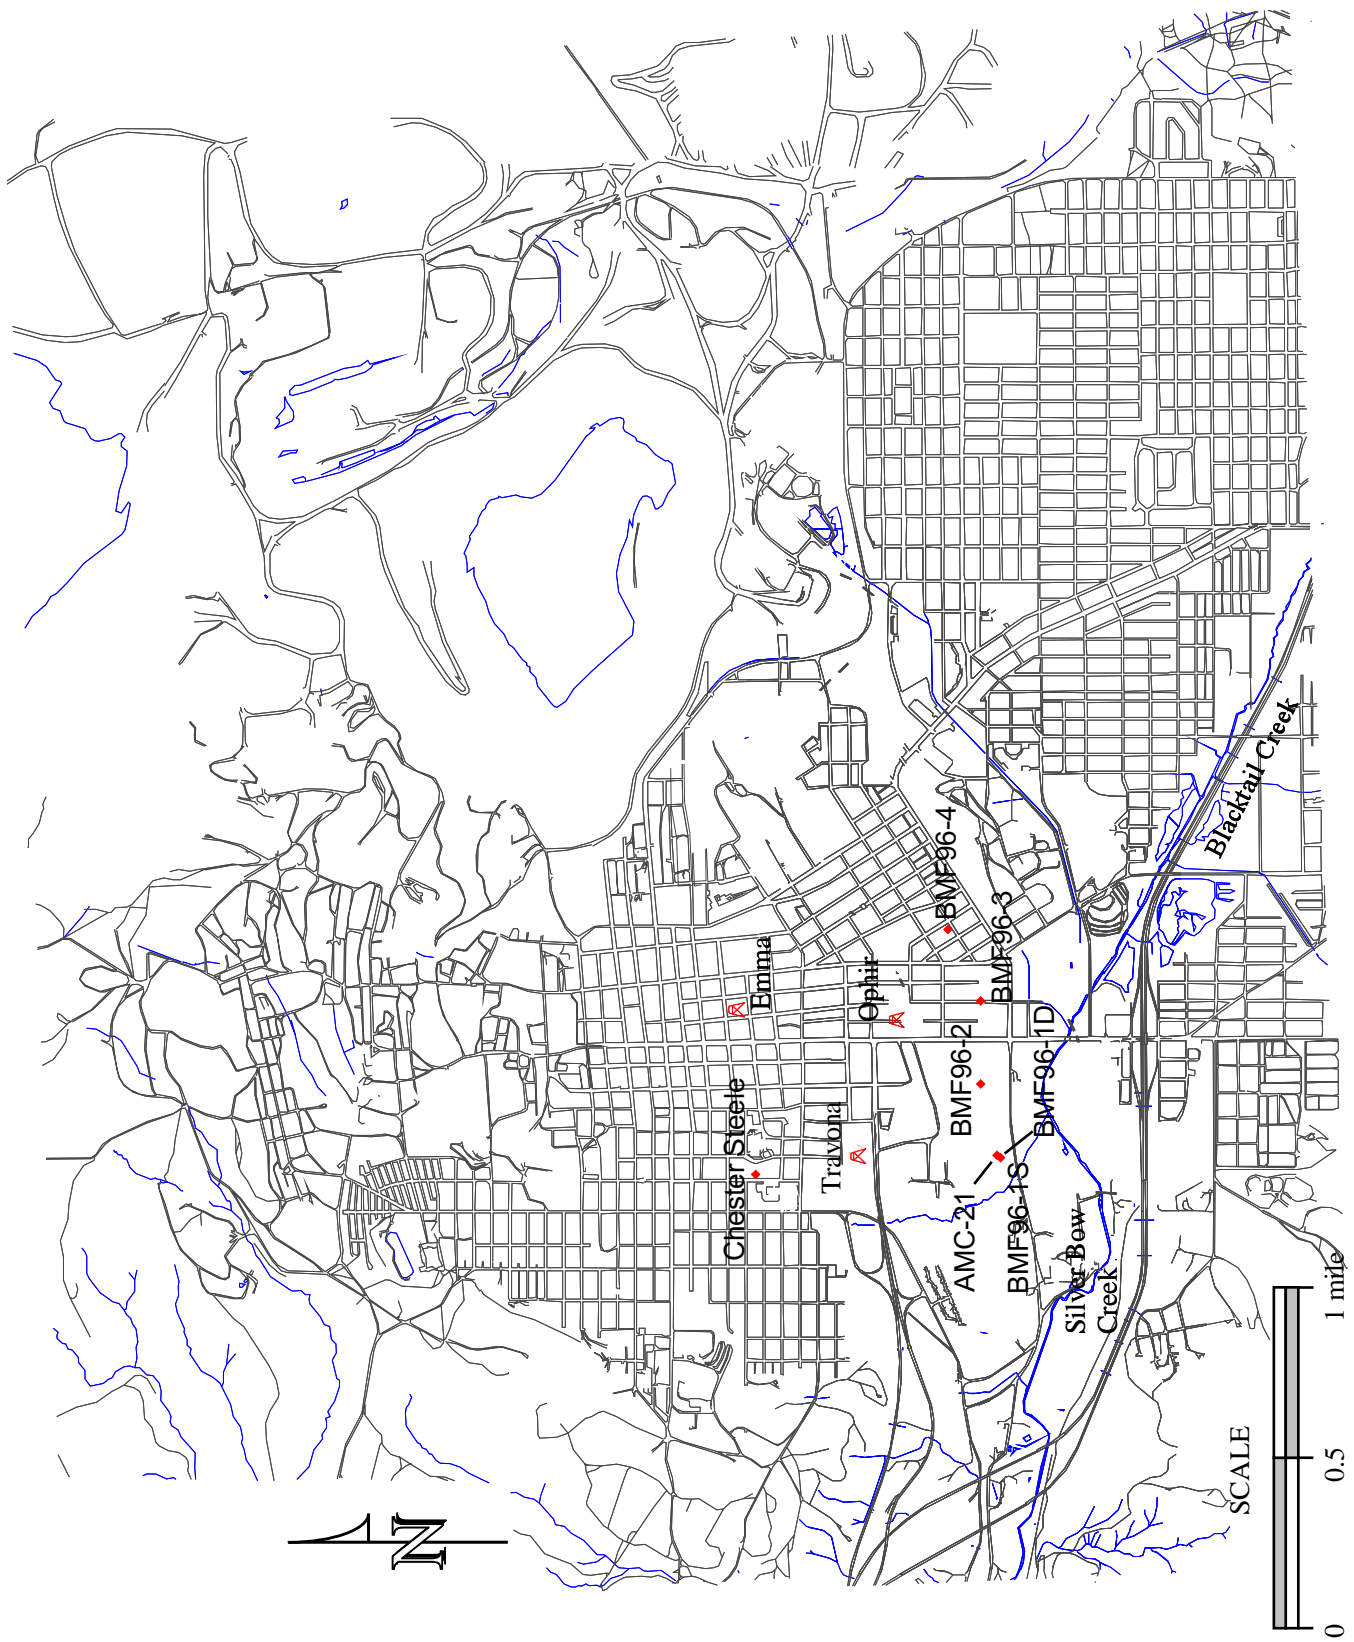 Chester Steele
Emma
Travona
Ophir
BMF96-4
BMF96-3
BMF96-2
BMF96-1D
AMC-21
BMF96-1S
Silver Bow
Creek
Blacktail Creek
N
SCALE
0 0.5 1 mile